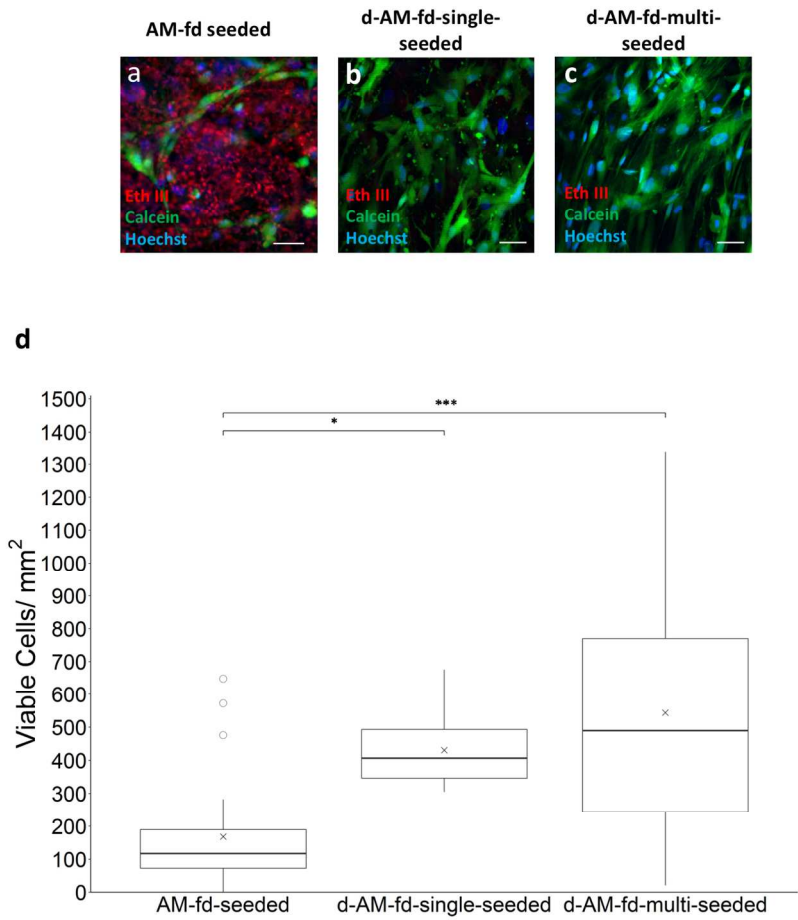 AM-fd seeded
d-AM-fd-single-
seeded
d-AM-fd-multi-
seeded
a
Eth III
Calcein
Hoechst
b
Eth III
Calcein
Hoechst
c
Eth III
Calcein
Hoechst
d
***
*
Viable Cells/ mm²
1500
1400
1300
1200
1100
1000
900
800
700
600
500
400
300
200
100
0
AM-fd-seeded
d-AM-fd-single-seeded
d-AM-fd-multi-seeded